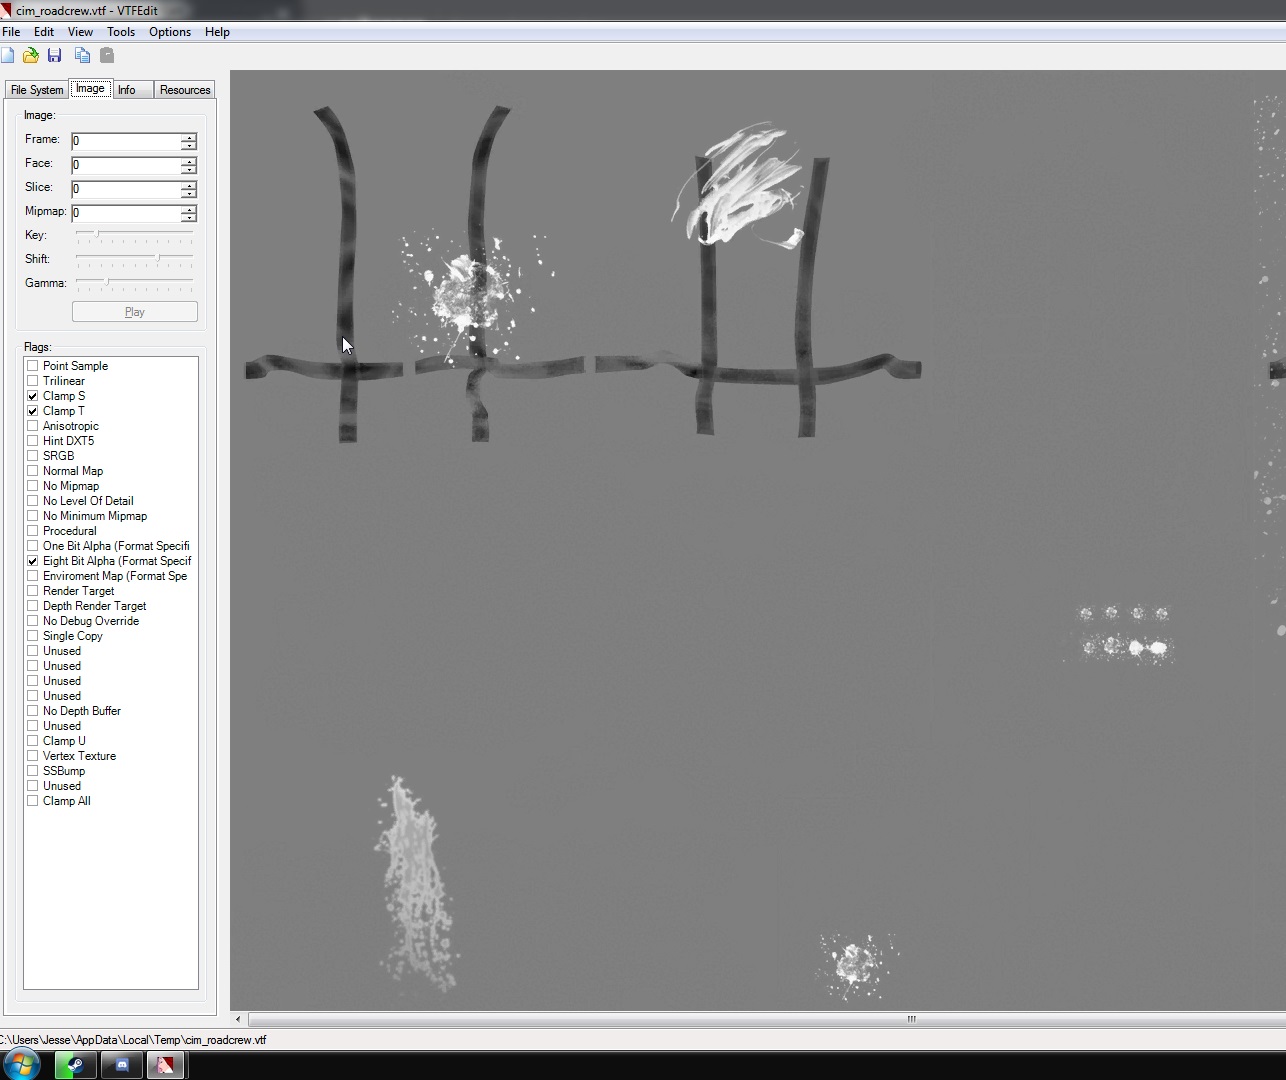 cim_roadcrew.vtf - VTFEdit
File Edit View Tools Options Help
File System Image Info Resources
Image:
Frame: 0
Face: 0
Slice: 0
Mipmap: 0
Key:
Shift:
Gamma:
Play
Flags:
Point Sample
Trilinear
Clamp S
Clamp T
Anisotropic
Hint DXT5
SRGB
Normal Map
No Mipmap
No Level Of Detail
No Minimum Mipmap
Procedural
One Bit Alpha (Format Specifi
Eight Bit Alpha (Format Specif
Enviroment Map (Format Spe
Render Target
Depth Render Target
No Debug Override
Single Copy
Unused
Unused
Unused
Unused
No Depth Buffer
Unused
Clamp U
Vertex Texture
SSBump
Unused
Clamp All
C:\Users\Jesse\AppData\Local\Temp\cim_roadcrew.vtf